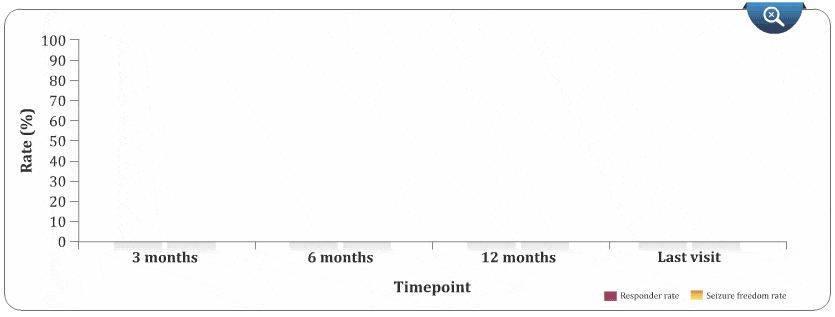 100
90
80
70
60
50
40
30
20
10
0
Rate (%)
3 months 6 months 12 months Last visit
Timepoint
Responder rate Seizure freedom rate